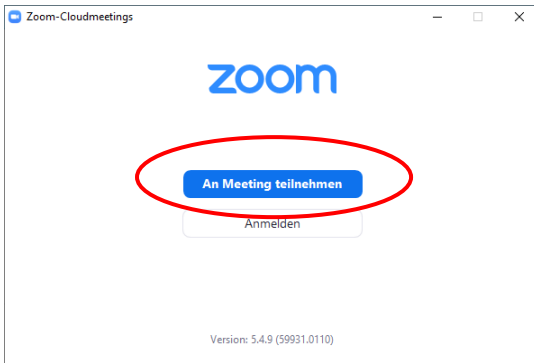 Zoom-Cloudmeetings
zoom
An Meeting teilnehmen
Anmelden
Version: 5.4.9 (59931.0110)